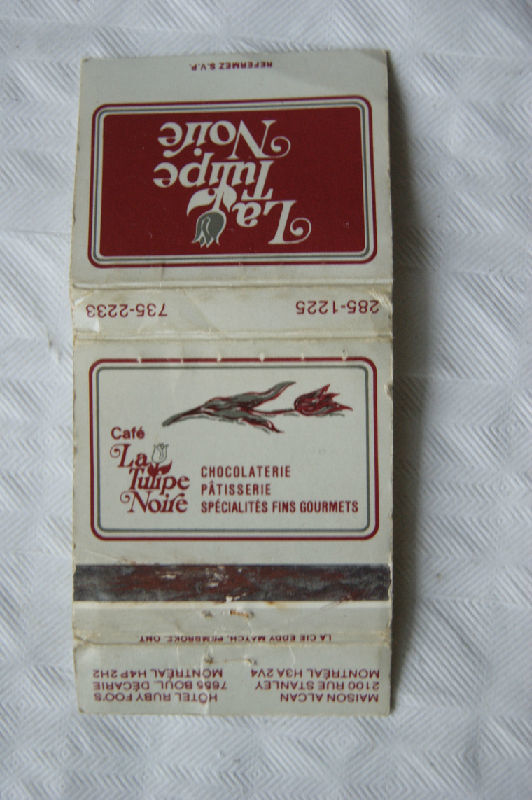 REFERMEZ S.V.P.
La
Tulipe
Noire
285-1225 735-2233
Café
La
Tulipe
Noire
CHOCOLATERIE
PÂTISSERIE
SPÉCIALITÉS FINS GOURMETS
LA CIE EDDY MATCH, PEMBROKE, ONT
MAISON ALCAN
2100 RUE STANLEY
MONTRÉAL H3A 2V4
HÔTEL RUBY FOO'S
7655 BOUL. DÉCARIE
MONTRÉAL H4P 2H2